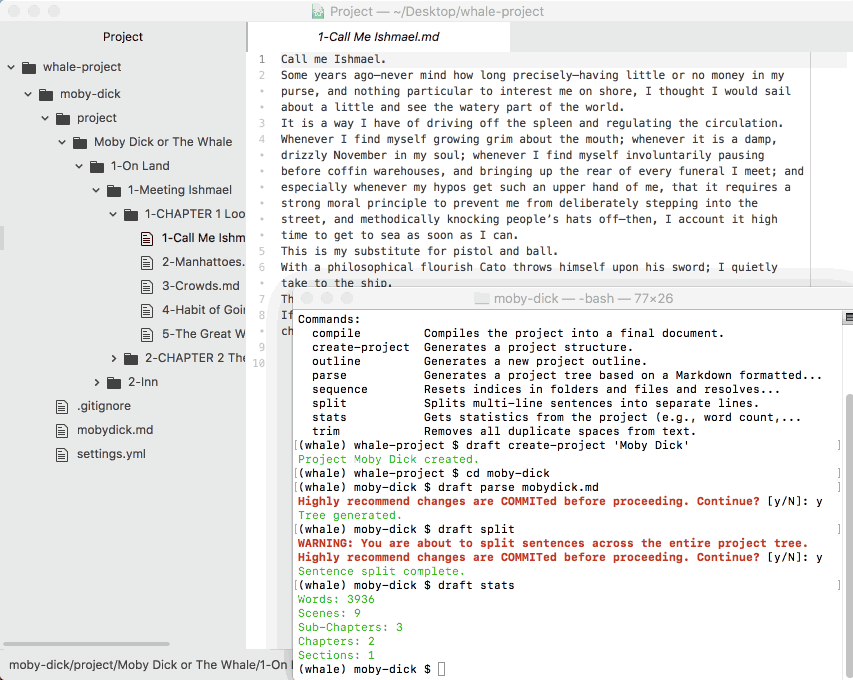 Project — ~/Desktop/whale-project
Project
1-Call Me Ishmael.md
whale-project
moby-dick
project
Moby Dick or The Whale
1-On Land
1-Meeting Ishmael
1-CHAPTER 1 Loo
1-Call Me Ishm
2-Manhattoes.
3-Crowds.md
4-Habit of Goin
5-The Great W
2-CHAPTER 2 The
2-Inn
.gitignore
mobydick.md
settings.yml
moby-dick/project/Moby Dick or The Whale/1-On
1 Call me Ishmael.
2 Some years ago—never mind how long precisely—having little or no money in my
• purse, and nothing particular to interest me on shore, I thought I would sail
• about a little and see the watery part of the world.
3 It is a way I have of driving off the spleen and regulating the circulation.
4 Whenever I find myself growing grim about the mouth; whenever it is a damp,
• drizzly November in my soul; whenever I find myself involuntarily pausing
• before coffin warehouses, and bringing up the rear of every funeral I meet; and
• especially whenever my hypos get such an upper hand of me, that it requires a
• strong moral principle to prevent me from deliberately stepping into the
• street, and methodically knocking people’s hats off—then, I account it high
• time to get to sea as soon as I can.
5 This is my substitute for pistol and ball.
6 With a philosophical flourish Cato throws himself upon his sword; I quietly
• take to the ship.
7 Th
8 If
• ch
9
10
moby-dick — -bash — 77×26
Commands:
compile Compiles the project into a final document.
create-project Generates a project structure.
outline Generates a new project outline.
parse Generates a project tree based on a Markdown formatted...
sequence Resets indices in folders and files and resolves...
split Splits multi-line sentences into separate lines.
stats Gets statistics from the project (e.g., word count,...
trim Removes all duplicate spaces from text.
[(whale) whale-project $ draft create-project 'Moby Dick' ]
Project Moby Dick created.
[(whale) whale-project $ cd moby-dick ]
[(whale) moby-dick $ draft parse mobydick.md ]
Highly recommend changes are COMMITed before proceeding. Continue? [y/N]: y
Tree generated.
[(whale) moby-dick $ draft split ]
WARNING: You are about to split sentences across the entire project tree.
Highly recommend changes are COMMITed before proceeding. Continue? [y/N]: y
Sentence split complete.
[(whale) moby-dick $ draft stats ]
Words: 3936
Scenes: 9
Sub-Chapters: 3
Chapters: 2
Sections: 1
(whale) moby-dick $